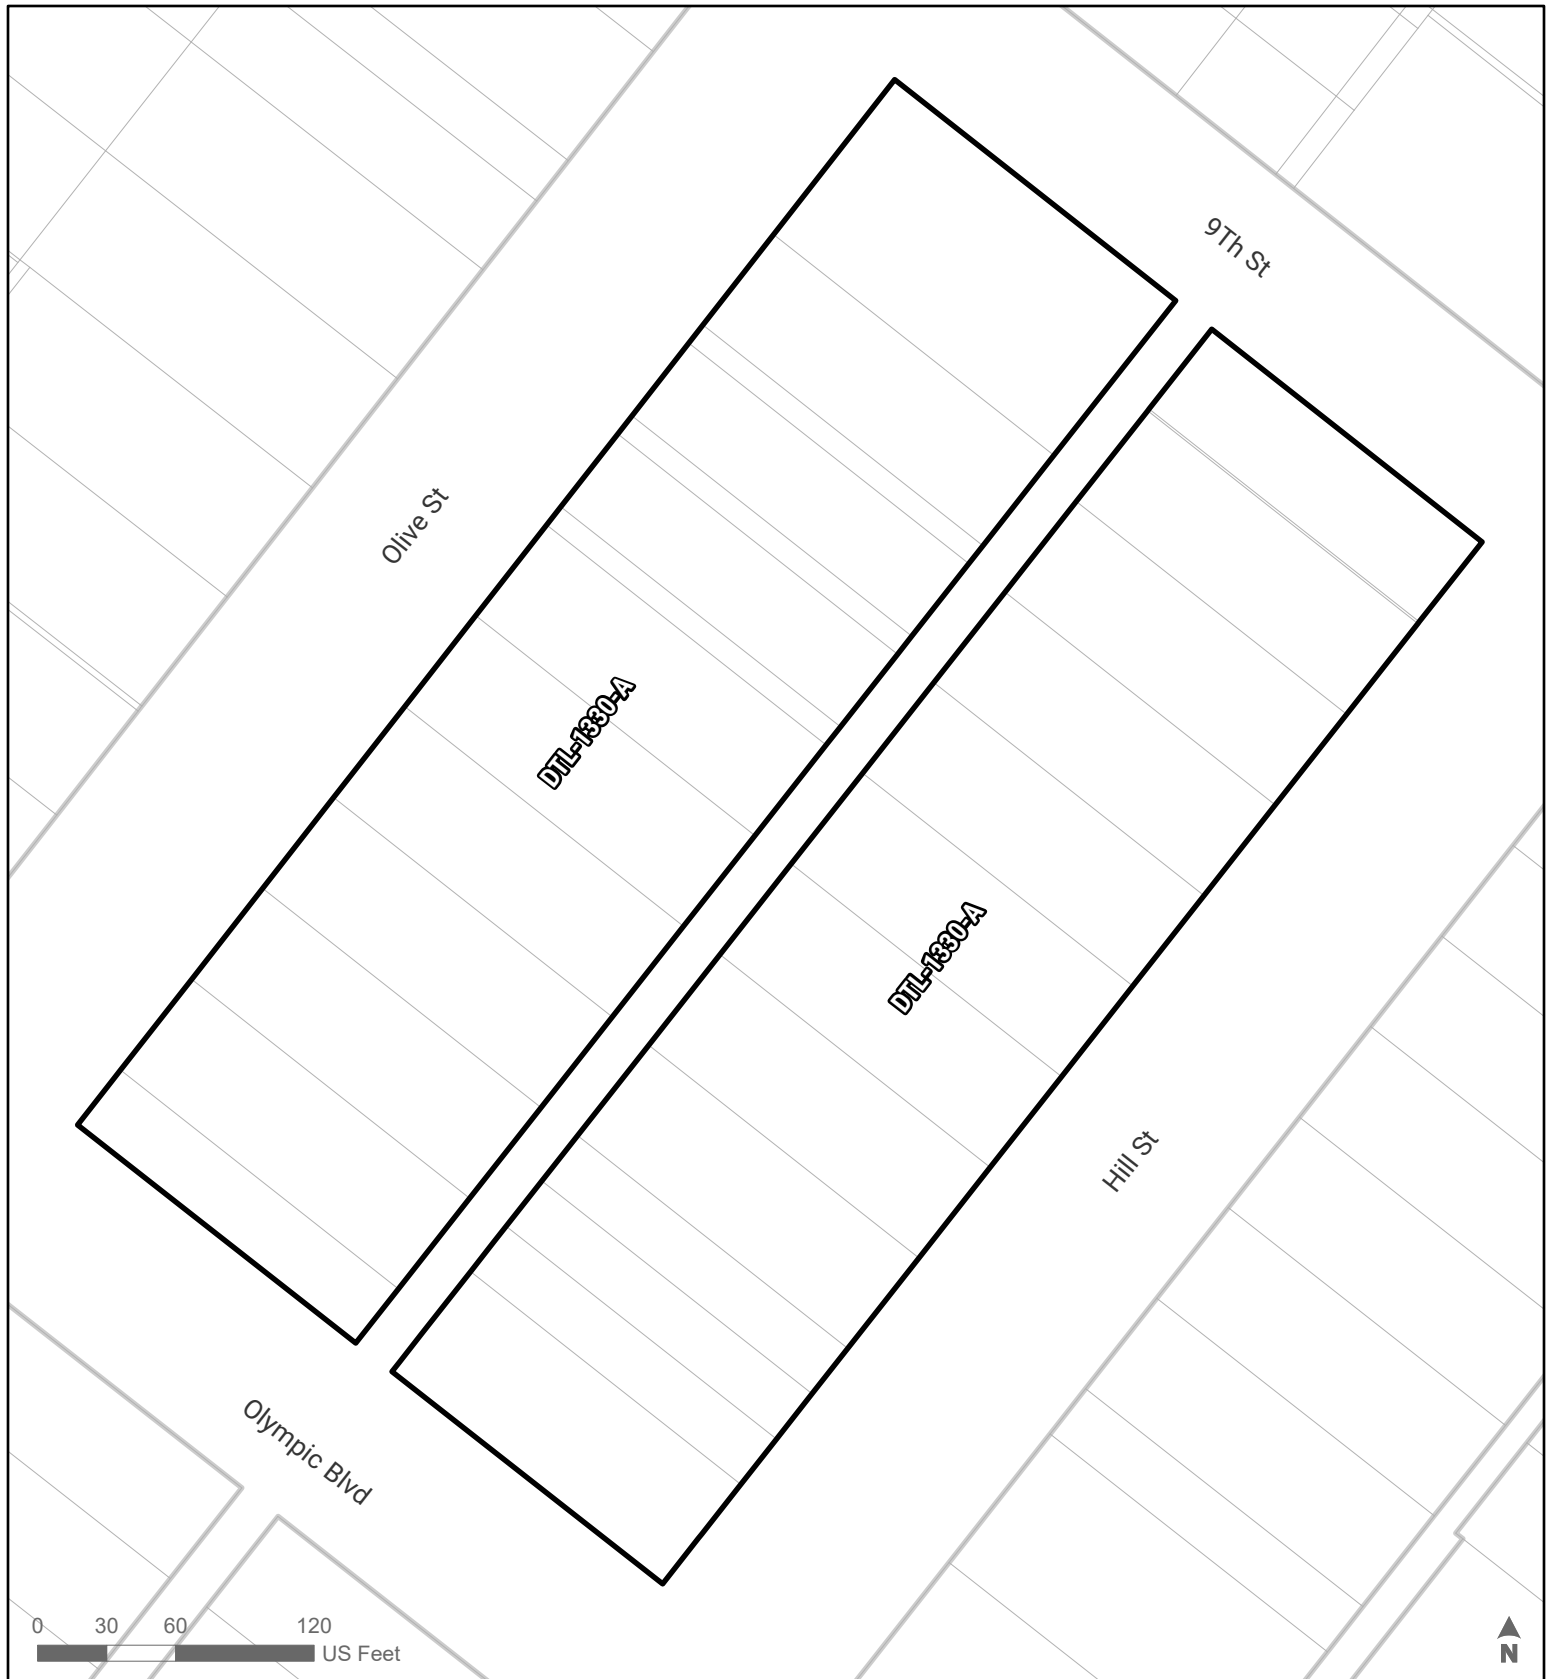 9Th St
Olive St
DTL-1330-A
DTL-1330-A
Hill St
Olympic Blvd
0 30 60 120
US Feet
N